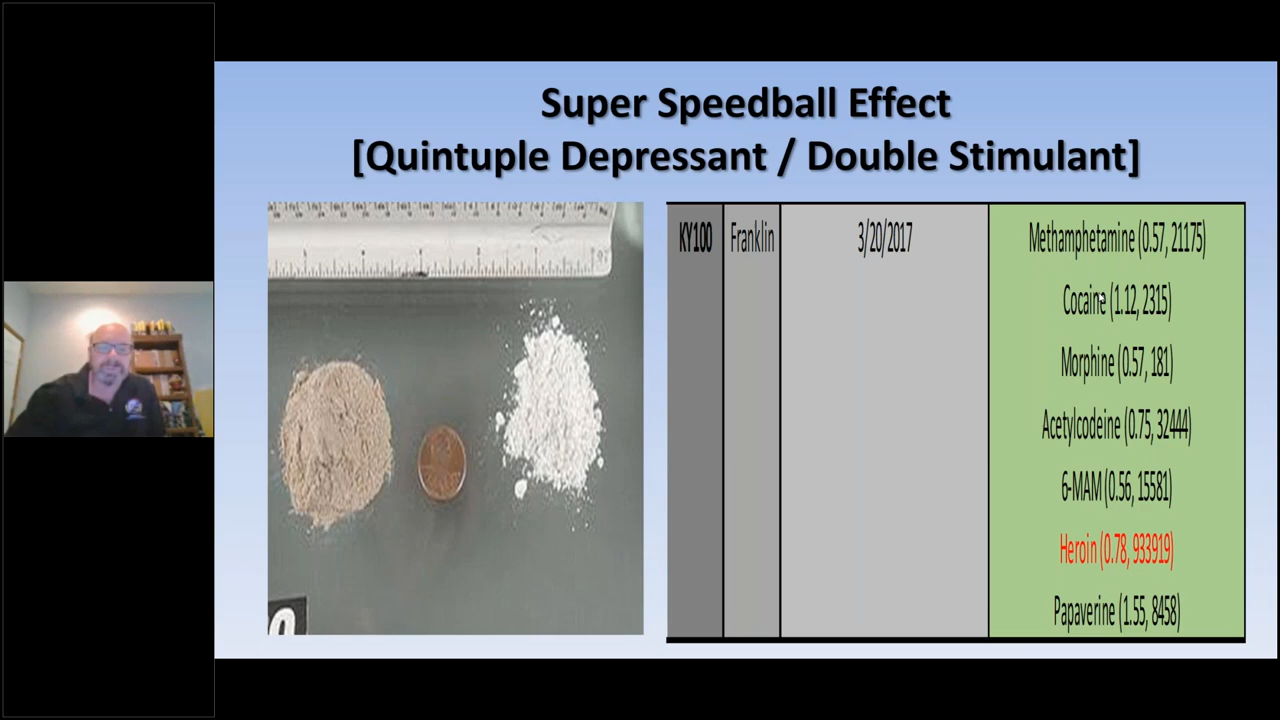 Super Speedball Effect
[Quintuple Depressant / Double Stimulant]
KY100 Franklin 3/20/2017 Methamphetamine (0.57, 21175)
Cocaine (1.12, 2315)
Morphine (0.57, 181)
Acetylcodeine (0.75, 32444)
6-MAM (0.56, 15581)
Heroin (0.78, 933919)
Papaverine (1.55, 8458)